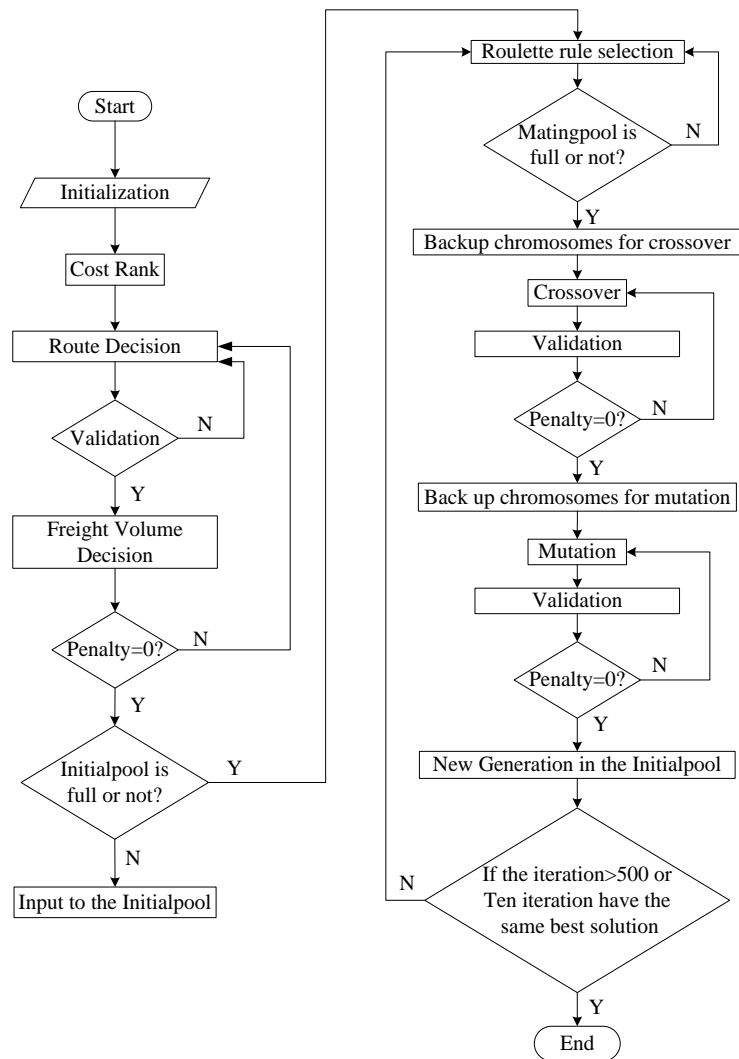 Start
Initialization
Cost Rank
Route Decision
Validation
N
Y
Freight Volume
Decision
Penalty=0?
N
Y
Initialpool is
full or not?
Y
N
Input to the Initialpool
Roulette rule selection
Matingpool is
full or not?
N
Y
Backup chromosomes for crossover
Crossover
Validation
Penalty=0?
N
Y
Back up chromosomes for mutation
Mutation
Validation
Penalty=0?
N
Y
New Generation in the Initialpool
If the iteration>500 or
Ten iteration have the
same best solution
N
Y
End